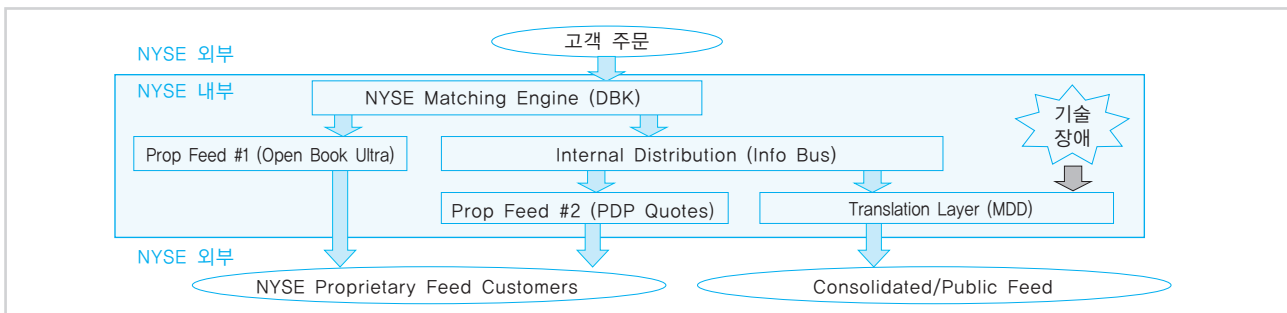 고객 주문
NYSE 외부
NYSE 내부
NYSE Matching Engine (DBK)
기술
장애
Prop Feed #1 (Open Book Ultra)
Internal Distribution (Info Bus)
Prop Feed #2 (PDP Quotes)
Translation Layer (MDD)
NYSE 외부
NYSE Proprietary Feed Customers
Consolidated/Public Feed